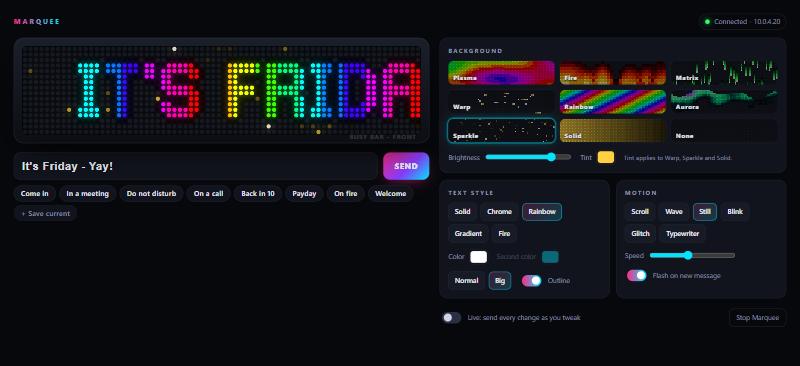 MARQUEE
Connected · 10.0.4.20
IT'S FRIDA
BUSY BAR - FRONT
It's Friday - Yay!
SEND
Come in
In a meeting
Do not disturb
On a call
Back in 10
Payday
On fire
Welcome
+ Save current
BACKGROUND
Plasma
Fire
Matrix
Warp
Rainbow
Aurora
Sparkle
Solid
None
Brightness
Tint
Tint applies to Warp, Sparkle and Solid.
TEXT STYLE
Solid
Chrome
Rainbow
Gradient
Fire
Color
Second color
Normal
Big
Outline
MOTION
Scroll
Wave
Still
Blink
Glitch
Typewriter
Speed
Flash on new message
Live: send every change as you tweak
Stop Marquee